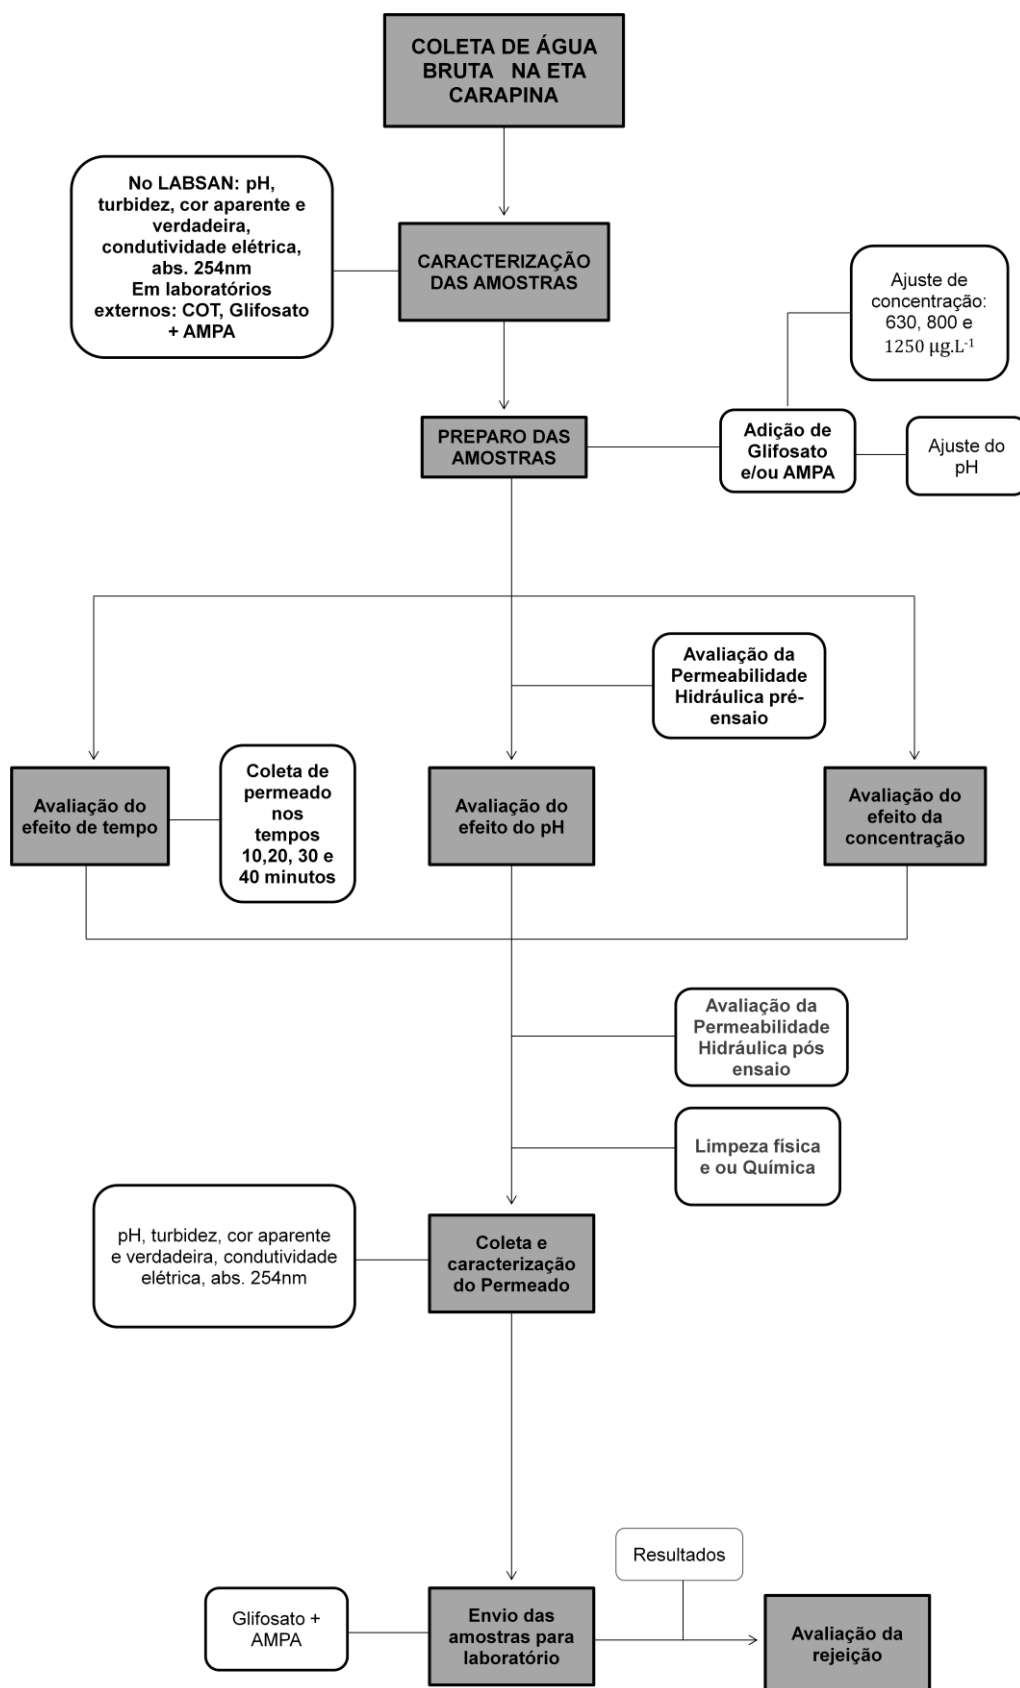 COLETA DE ÁGUA
BRUTA NA ETA
CARAPINA
No LABSAN: pH,
turbidez, cor aparente e
verdadeira,
condutividade elétrica,
abs. 254nm
Em laboratórios
externos: COT, Glifosato
+ AMPA
CARACTERIZAÇÃO
DAS AMOSTRAS
Ajuste de
concentração:
630, 800 e
1250 µg.L⁻¹
PREPARO DAS
AMOSTRAS
Adição de
Glifosato
e/ou AMPA
Ajuste do
pH
Avaliação da
Permeabilidade
Hidráulica pré-
ensaio
Avaliação do
efeito de tempo
Coleta de
permeado
nos
tempos
10,20, 30 e
40 minutos
Avaliação do
efeito do pH
Avaliação do
efeito da
concentração
Avaliação da
Permeabilidade
Hidráulica pós
ensaio
Limpeza física
e ou Química
pH, turbidez, cor aparente
e verdadeira, condutividade
elétrica, abs. 254nm
Coleta e
caracterização
do Permeado
Resultados
Glifosato +
AMPA
Envio das
amostras para
laboratório
Avaliação da
rejeição